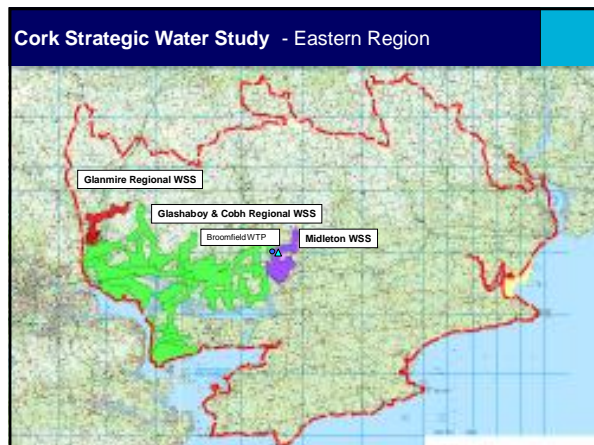 Cork Strategic Water Study - Eastern Region
Glanmire Regional WSS
Glashaboy & Cobh Regional WSS
Broomfield WTP
Midleton WSS